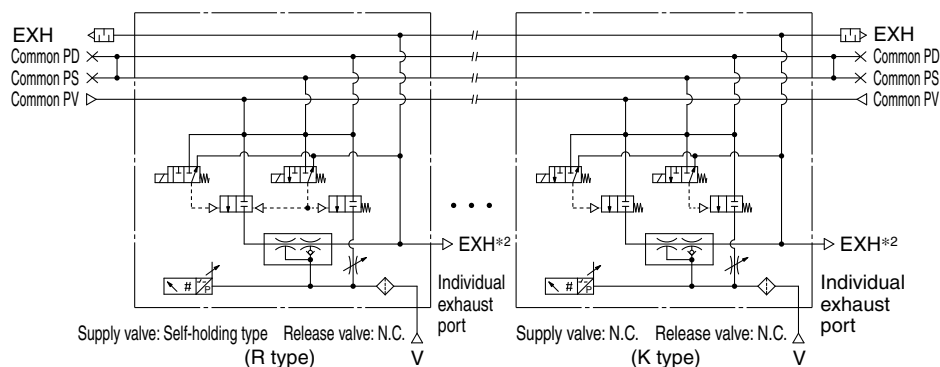 EXH EXH
Common PD Common PD
Common PS Common PS
Common PV Common PV
EXH*2 EXH*2
# P # P
Individual exhaust port
Individual exhaust port
Supply valve: Self-holding type Release valve: N.C. Supply valve: N.C. Release valve: N.C.
(R type) V (K type) V